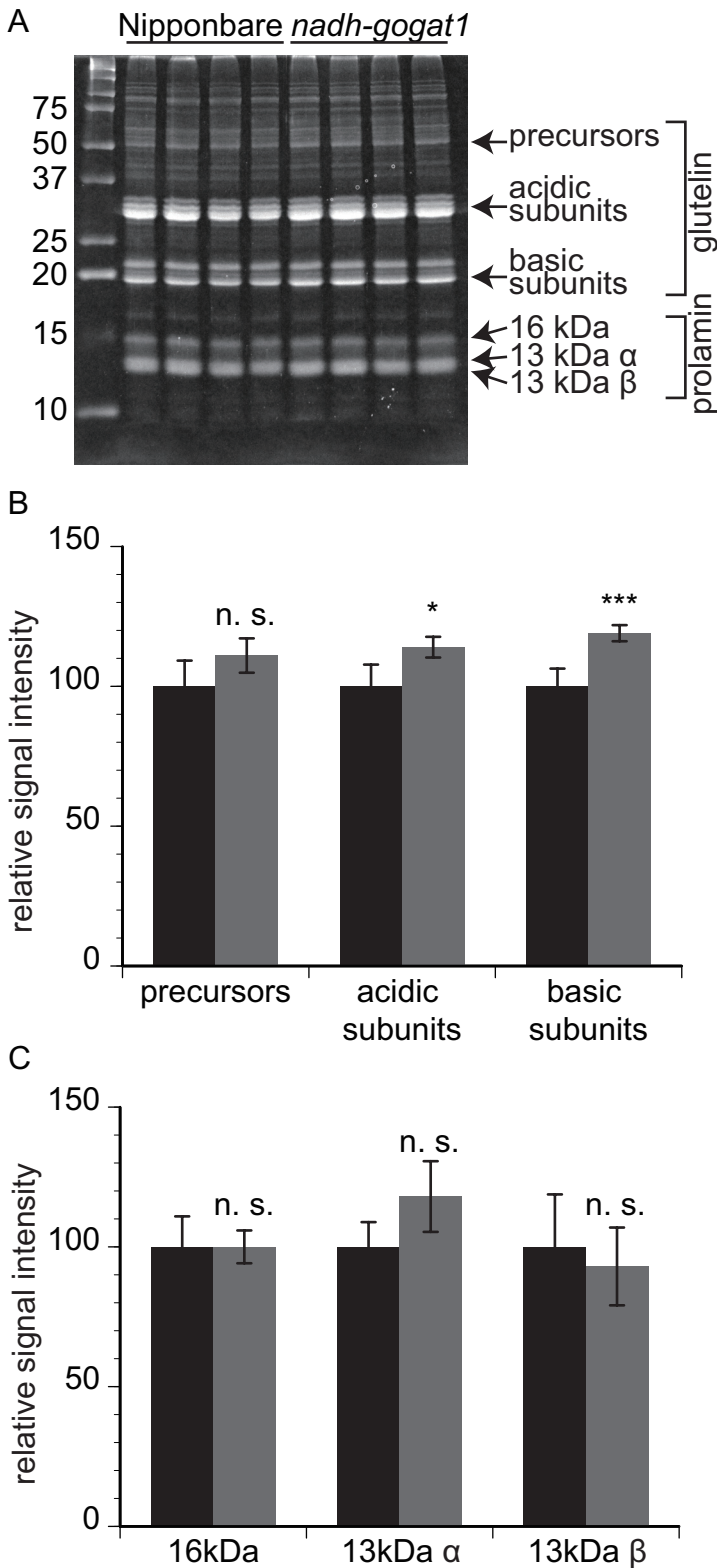 A
Nipponbare nadh-gogat1
75
50
37
25
20
15
10
precursors
acidic
subunits
basic
subunits
glutelin
16 kDa
13 kDa α
13 kDa β
prolamin
B
relative signal intensity
150
100
50
0
n. s.
*
***
precursors
acidic
subunits
basic
subunits
C
relative signal intensity
150
100
50
0
n. s.
n. s.
n. s.
16kDa
13kDa α
13kDa β